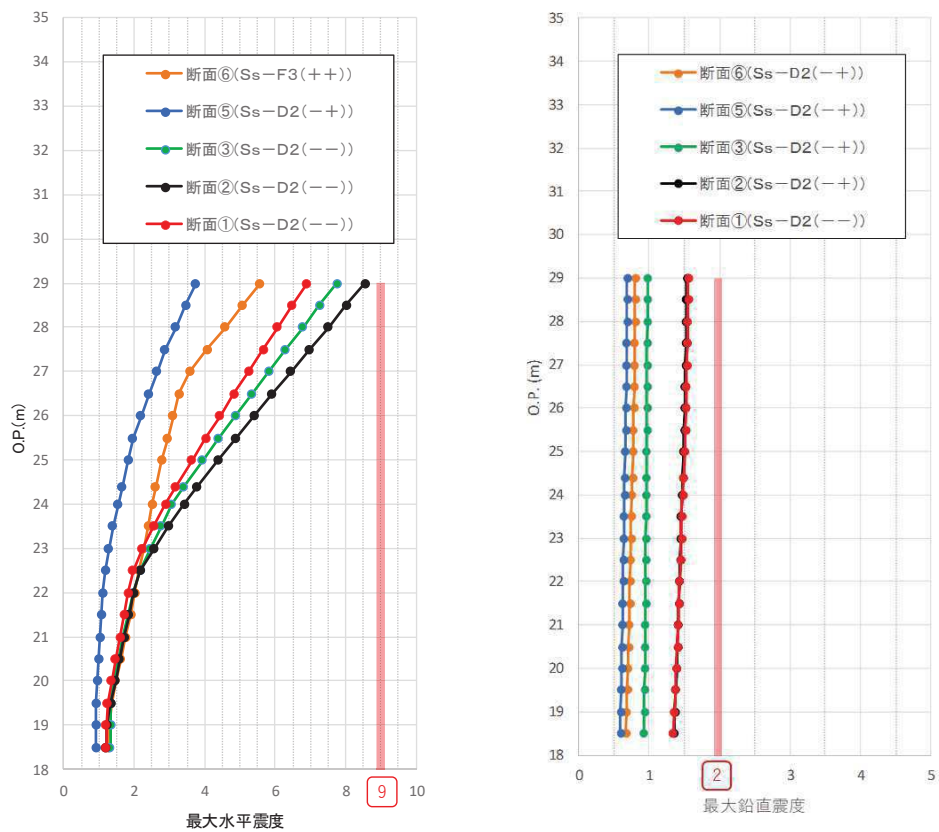 35
34
33
32
31
30
29
28
27
26
25
24
23
22
21
20
19
18
O.P.(m)
断面⑥(Ss－F3(＋＋))
断面⑤(Ss－D2(－＋))
断面③(Ss－D2(－－))
断面②(Ss－D2(－－))
断面①(Ss－D2(－－))
0 2 4 6 8 9 10
最大水平震度
35
34
33
32
31
30
29
28
27
26
25
24
23
22
21
20
19
18
O.P. (m)
断面⑥(Ss－D2(－＋))
断面⑤(Ss－D2(－＋))
断面③(Ss－D2(－＋))
断面②(Ss－D2(－＋))
断面①(Ss－D2(－－))
0 1 2 3 4 5
最大鉛直震度